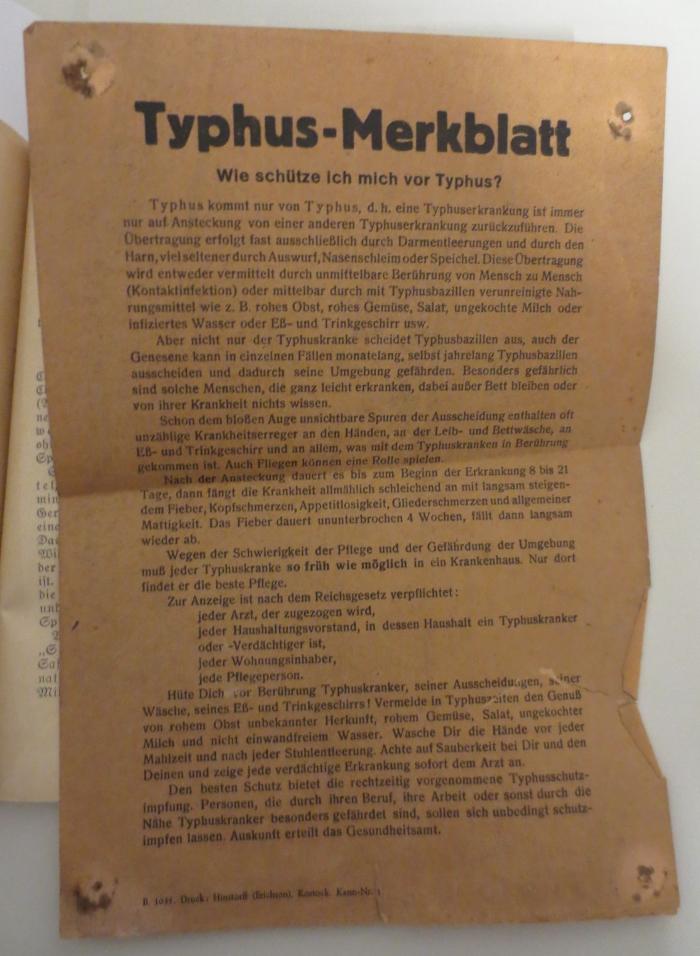 Typhus-Merkblatt
Wie schütze ich mich vor Typhus?
Typhus kommt nur von Typhus, d. h. eine Typhuserkrankung ist immer
nur auf Ansteckung von einer anderen Typhuserkrankung zurückzuführen. Die
Übertragung erfolgt fast ausschließlich durch Darmentleerungen und durch den
Harn, viel seltener durch Auswurf, Nasenschleim oder Speichel. Diese Übertragung
wird entweder vermittelt durch unmittelbare Berührung von Mensch zu Mensch
(Kontaktinfektion) oder mittelbar durch mit Typhusbazillen verunreinigte Nah-
rungsmittel wie z. B. rohes Obst, rohes Gemüse, Salat, ungekochte Milch oder
infiziertes Wasser oder Eß- und Trinkgeschirr usw.
Aber nicht nur der Typhuskranke scheidet Typhusbazillen aus, auch der
Genesene kann in einzelnen Fällen monatelang, selbst jahrelang Typhusbazillen
ausscheiden und dadurch seine Umgebung gefährden. Besonders gefährlich
sind solche Menschen, die ganz leicht erkranken, dabei außer Bett bleiben oder
von ihrer Krankheit nichts wissen.
Schon dem bloßen Auge unsichtbare Spuren der Ausscheidung enthalten oft
unzählige Krankheitserreger an den Händen, an der Leib- und Bettwäsche, an
Eß- und Trinkgeschirr und an allem, was mit dem Typhuskranken in Berührung
gekommen ist. Auch Fliegen können eine Rolle spielen.
Nach der Ansteckung dauert es bis zum Beginn der Erkrankung 8 bis 21
Tage, dann fängt die Krankheit allmählich schleichend an mit langsam steigen-
dem Fieber, Kopfschmerzen, Appetitlosigkeit, Gliederschmerzen und allgemeiner
Mattigkeit. Das Fieber dauert ununterbrochen 4 Wochen, fällt dann langsam
wieder ab.
Wegen der Schwierigkeit der Pflege und der Gefährdung der Umgebung
muß jeder Typhuskranke so früh wie möglich in ein Krankenhaus. Nur dort
findet er die beste Pflege.
Zur Anzeige ist nach dem Reichsgesetz verpflichtet:
jeder Arzt, der zugezogen wird,
jeder Haushaltungsvorstand, in dessen Haushalt ein Typhuskranker
oder -Verdächtiger ist,
jeder Wohnungsinhaber,
jede Pflegeperson.
Hüte Dich vor Berührung Typhuskranker, seiner Ausscheidungen, seiner
Wäsche, seines Eß- und Trinkgeschirrs! Vermeide in Typhuszeiten den Genuß
von rohem Obst unbekannter Herkunft, rohem Gemüse, Salat, ungekochter
Milch und nicht einwandfreiem Wasser. Wasche Dir die Hände vor jeder
Mahlzeit und nach jeder Stuhlentleerung. Achte auf Sauberkeit bei Dir und den
Deinen und zeige jede verdächtige Erkrankung sofort dem Arzt an.
Den besten Schutz bietet die rechtzeitig vorgenommene Typhusschutz-
impfung. Personen, die durch ihren Beruf, ihre Arbeit oder sonst durch die
Nähe Typhuskranker besonders gefährdet sind, sollen sich unbedingt schutz-
impfen lassen. Auskunft erteilt das Gesundheitsamt.
Druck: Hinstorff (Erichson), Rostock. Kenn-Nr. 1